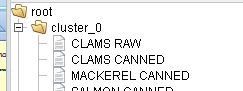 root
cluster_0
CLAMS RAW
CLAMS CANNED
MACKEREL CANNED
SALMON CANNED